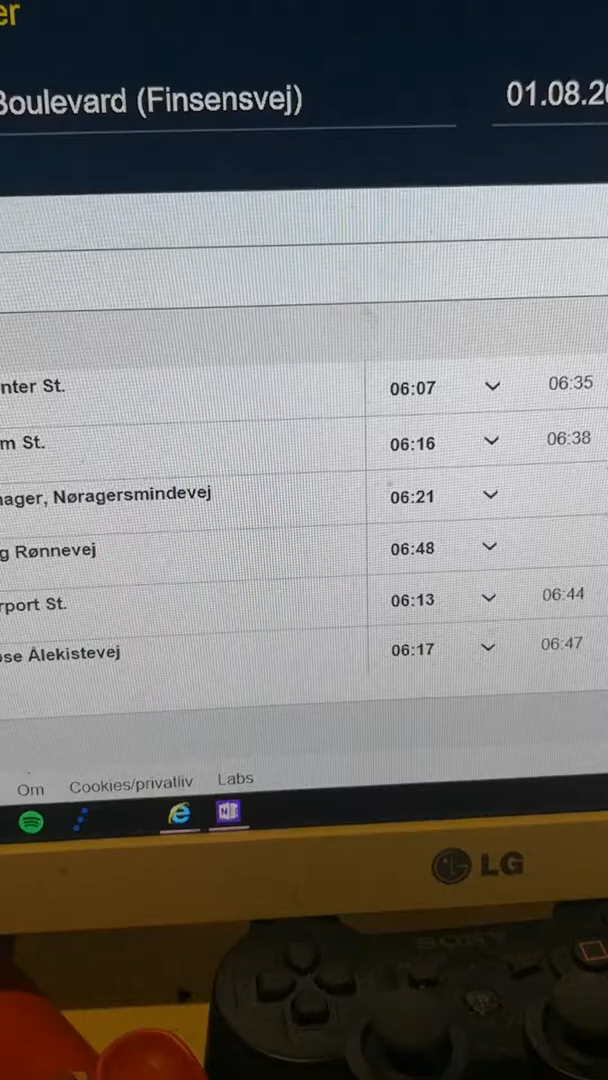 er
Boulevard (Finsensvej)
01.08.20
nter St. 06:07 06:35
m St. 06:16 06:38
nager, Nøragersmindevej 06:21
g Rønnevej 06:48
rport St. 06:13 06:44
øse Ålekistevej 06:17 06:47
Om Cookies/privatliv Labs
N
LG
SONY